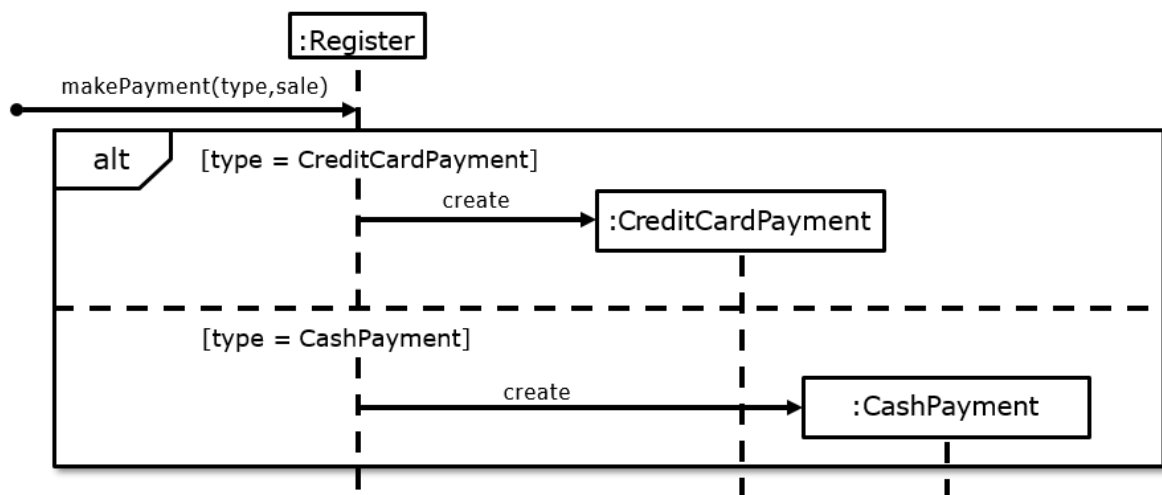 :Register
makePayment(type,sale)
alt
[type = CreditCardPayment]
create
:CreditCardPayment
[type = CashPayment]
create
:CashPayment